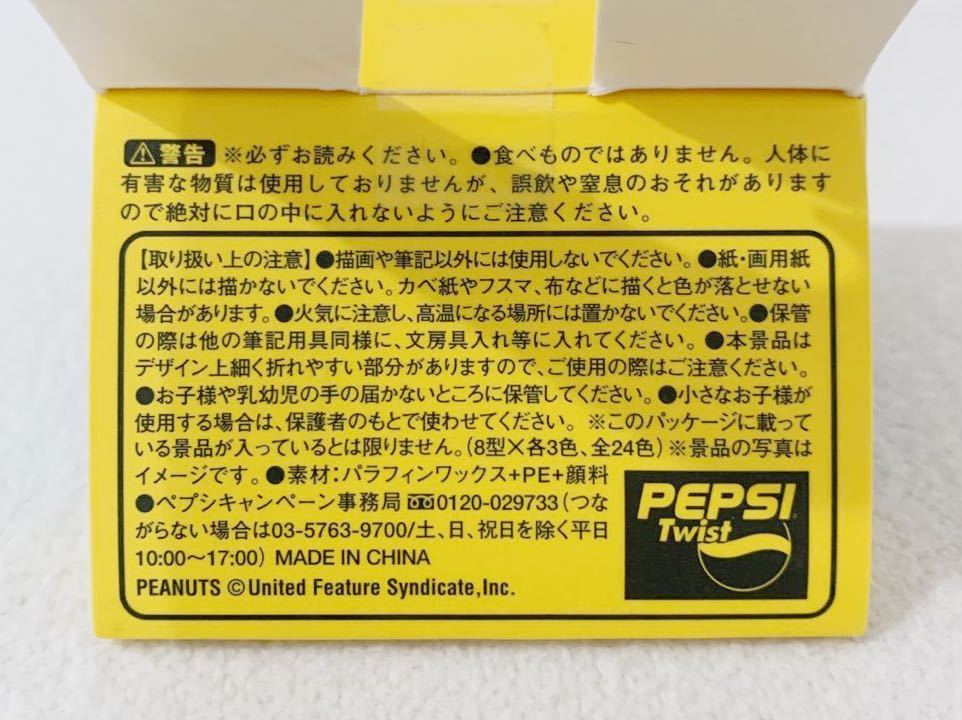 ⚠警告 ※必ずお読みください。●食べものではありません。人体に
有害な物質は使用しておりませんが、誤飲や窒息のおそれがあります
ので絶対に口の中に入れないようにご注意ください。
【取り扱い上の注意】●描画や筆記以外には使用しないでください。●紙・画用紙
以外には描かないでください。カベ紙やフスマ、布などに描くと色が落とせない
場合があります。●火気に注意し、高温になる場所には置かないでください。●保管
の際は他の筆記用具同様に、文房具入れ等に入れてください。●本景品は
デザイン上細く折れやすい部分がありますので、ご使用の際はご注意ください。
●お子様や乳幼児の手の届かないところに保管してください。●小さなお子様が
使用する場合は、保護者のもとで使わせてください。※このパッケージに載って
いる景品が入っているとは限りません。(8型×各3色、全24色)※景品の写真は
イメージです。●素材:パラフィンワックス+PE+顔料
●ペプシキャンペーン事務局 0120-029733(つな
がらない場合は03-5763-9700/土、日、祝日を除く平日
10:00〜17:00) MADE IN CHINA
PEANUTS © United Feature Syndicate,Inc.
PEPSI
Twist